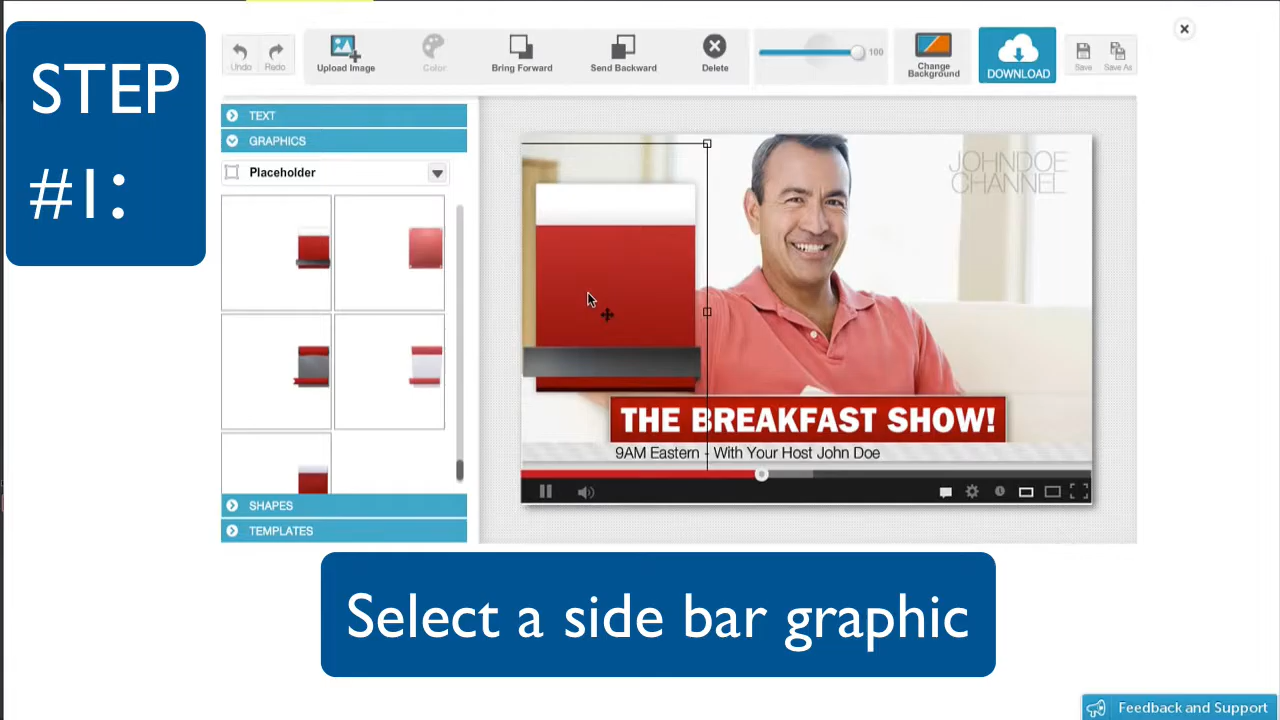 STEP
#1:
Undo
Redo
Upload Image
Color
Bring Forward
Send Backward
Delete
100
Change
Background
DOWNLOAD
Save
Save As
TEXT
GRAPHICS
Placeholder
SHAPES
TEMPLATES
JOHNDOE
CHANNEL
THE BREAKFAST SHOW!
9AM Eastern - With Your Host John Doe
Select a side bar graphic
Feedback and Support